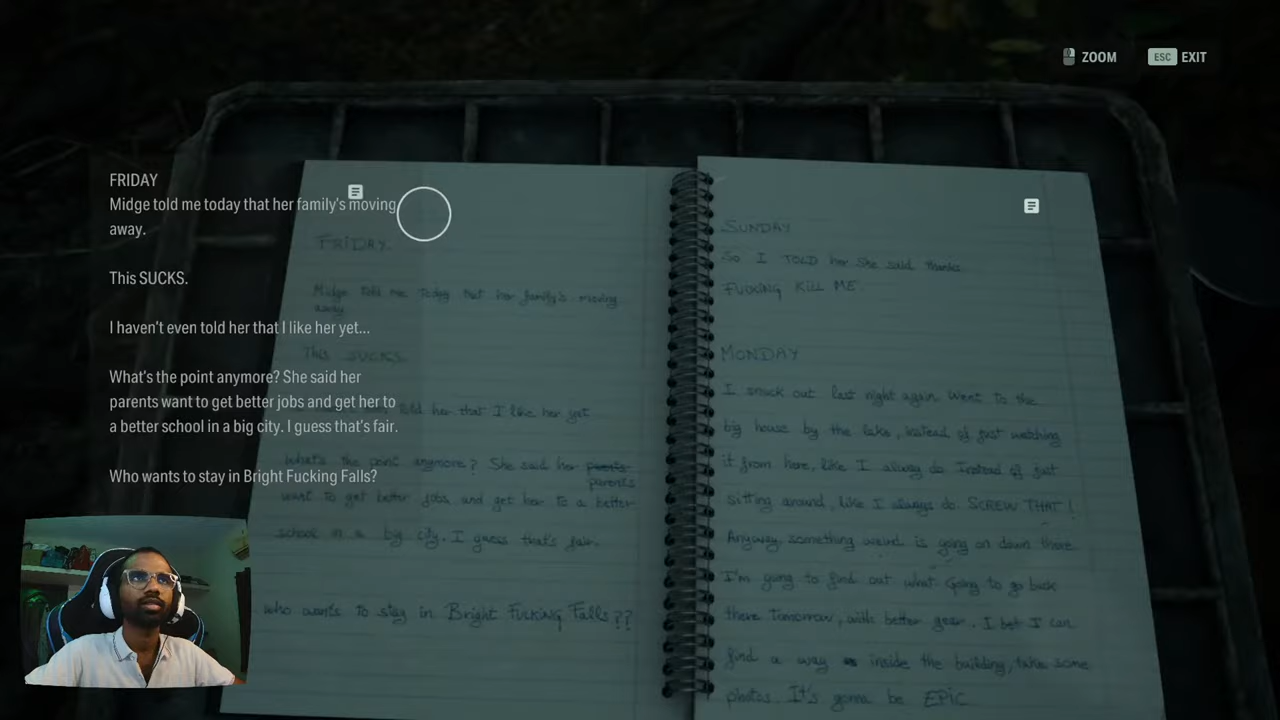 ZOOM
ESC EXIT
FRIDAY
Midge told me today that her family's moving
away.
This SUCKS.
I haven't even told her that I like her yet...
What's the point anymore? She said her
parents want to get better jobs and get her to
a better school in a big city. I guess that's fair.
Who wants to stay in Bright Fucking Falls?
FRIDAY.
Midge told me today that her family's moving
away
This SUCKS.
told her that I like her yet
what's the point anymore? She said her
parents
want to get better jobs and get her to a better
school in a big city. I guess that's fair.
who wants to stay in Bright Fucking Falls??
SUNDAY
So I TOLD her. She said thanks
FUCKING KILL ME
MONDAY
I snuck out last night again. Went to the
big house by the lake, instead of just watching
it from here, like I always do. Instead of just
sitting around, like I always do. SCREW THAT!
Anyway, something weird is going on down there.
I'm going to find out what. Going to go back
there Tomorrow, with better gear. I bet I can
find a way inside the building, take some
photos. It's gonna be EPIC